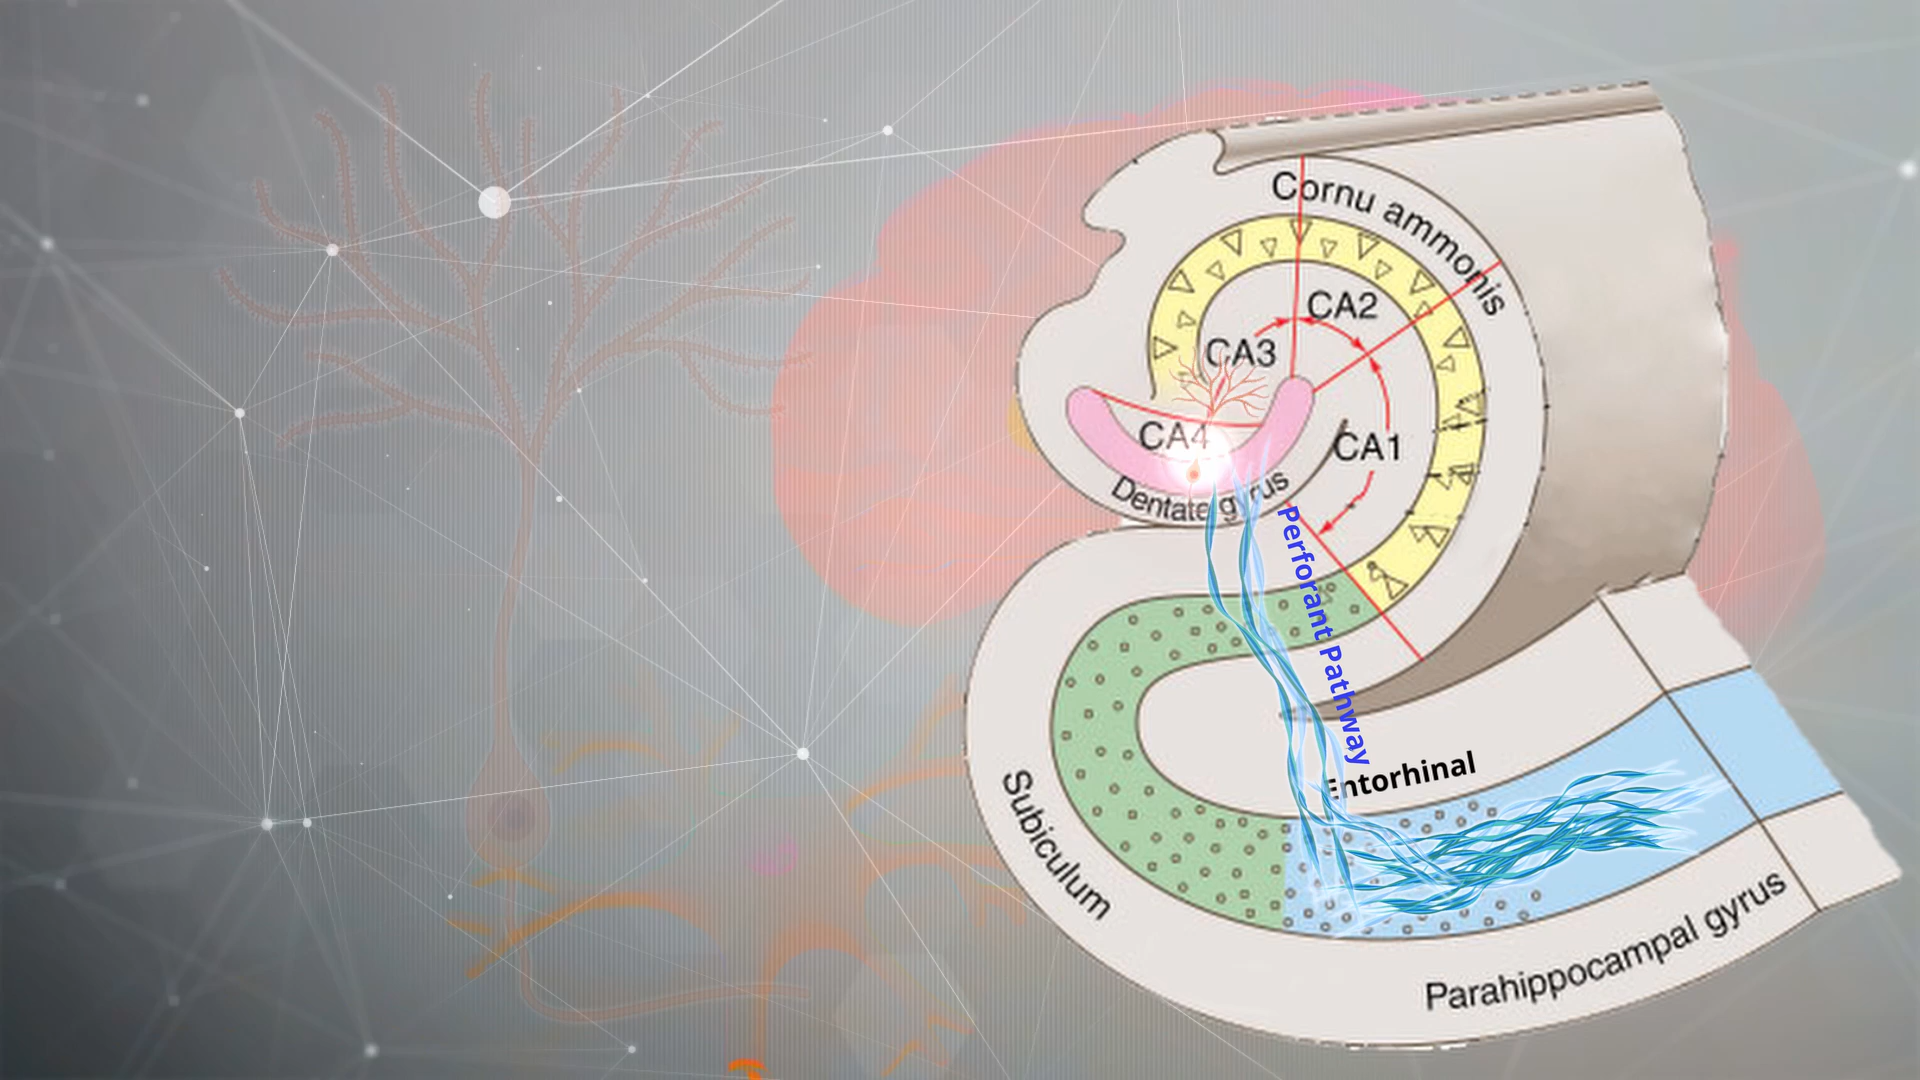 Cornu ammonis
CA2
CA3
CA4
CA1
Dentate gyrus
Perforant Pathway
Entorhinal
Subiculum
Parahippocampal gyrus